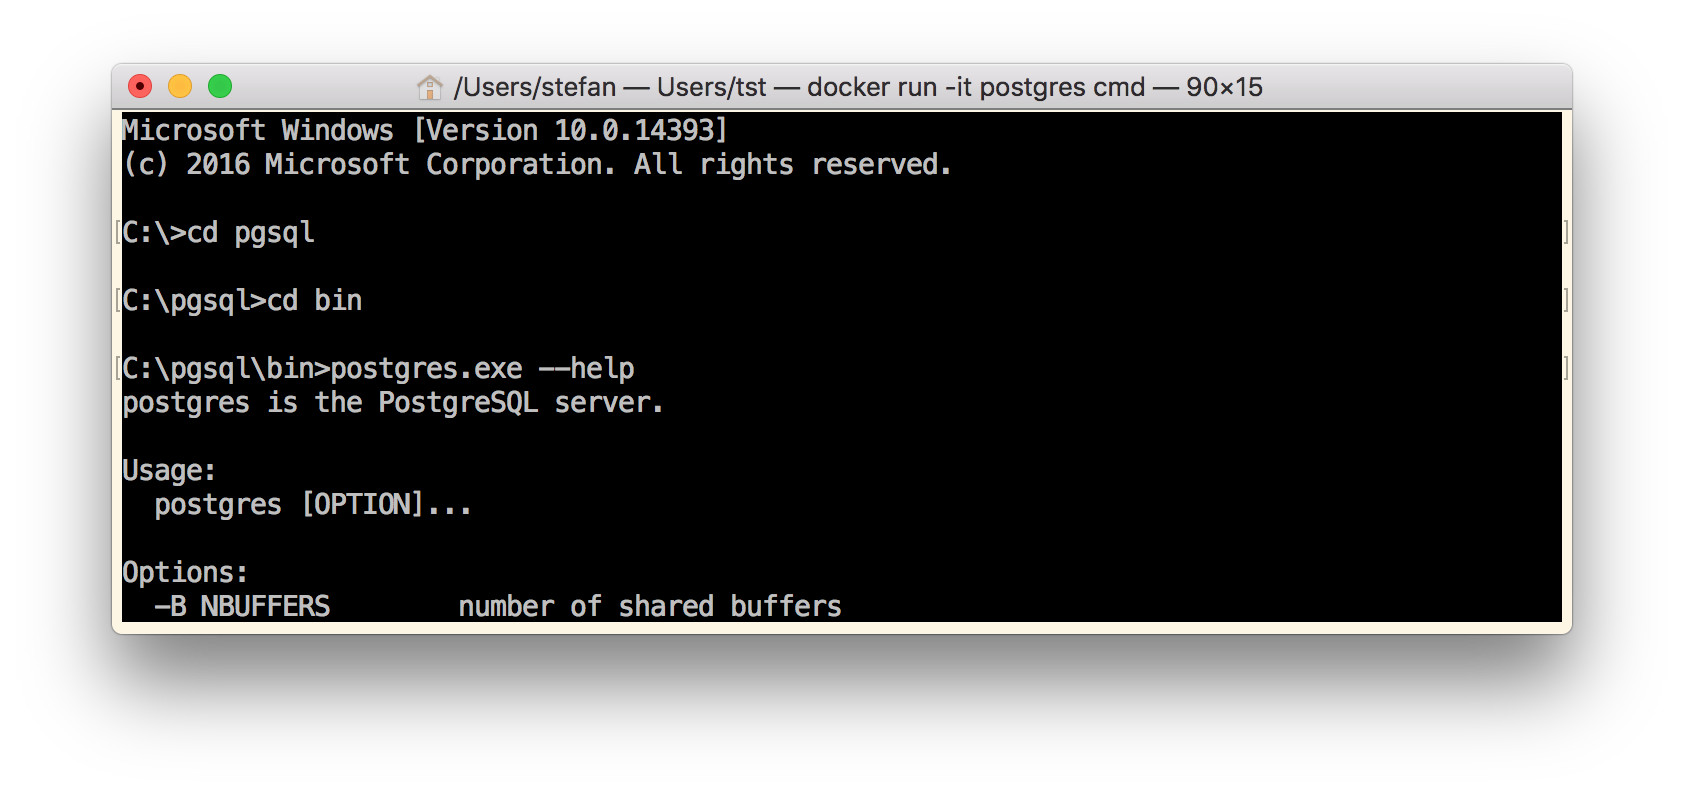 /Users/stefan — Users/tst — docker run -it postgres cmd — 90×15
Microsoft Windows [Version 10.0.14393]
(c) 2016 Microsoft Corporation. All rights reserved.
C:\>cd pgsql
C:\pgsql>cd bin
C:\pgsql\bin>postgres.exe --help
postgres is the PostgreSQL server.
Usage:
  postgres [OPTION]...
Options:
  -B NBUFFERS        number of shared buffers